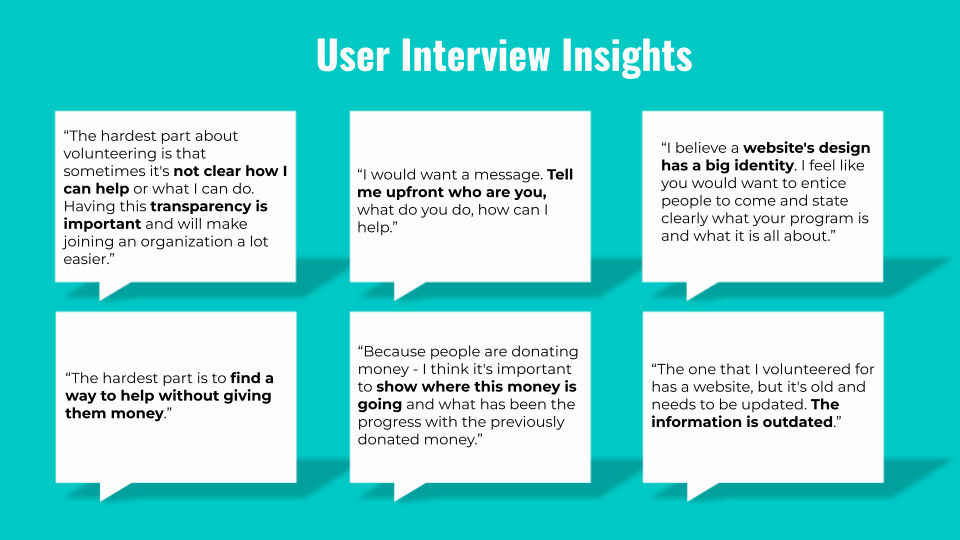 User Interview Insights
“The hardest part about
volunteering is that
sometimes it's not clear how I
can help or what I can do.
Having this transparency is
important and will make
joining an organization a lot
easier.”
“I would want a message. Tell
me upfront who are you,
what do you do, how can I
help.”
“I believe a website's design
has a big identity. I feel like
you would want to entice
people to come and state
clearly what your program is
and what it is all about.”
“The hardest part is to find a
way to help without giving
them money.”
“Because people are donating
money - I think it's important
to show where this money is
going and what has been the
progress with the previously
donated money.”
“The one that I volunteered for
has a website, but it's old and
needs to be updated. The
information is outdated.”